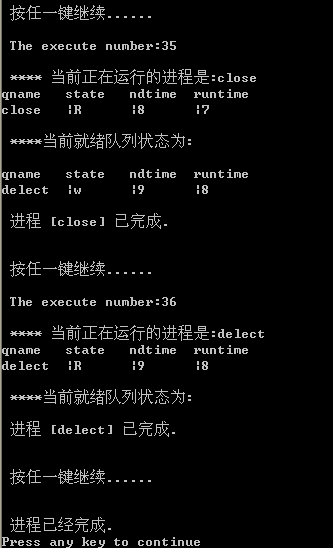 按任一键继续......
The execute number:35
**** 当前正在运行的进程是:close
qname state ndtime runtime
close |R |8 |7
****当前就绪队列状态为:
qname state ndtime runtime
delect |w |9 |8
进程 [close] 已完成.
按任一键继续......
The execute number:36
**** 当前正在运行的进程是:delect
qname state ndtime runtime
delect |R |9 |8
****当前就绪队列状态为:
进程 [delect] 已完成.
按任一键继续......
进程已经完成.
Press any key to continue